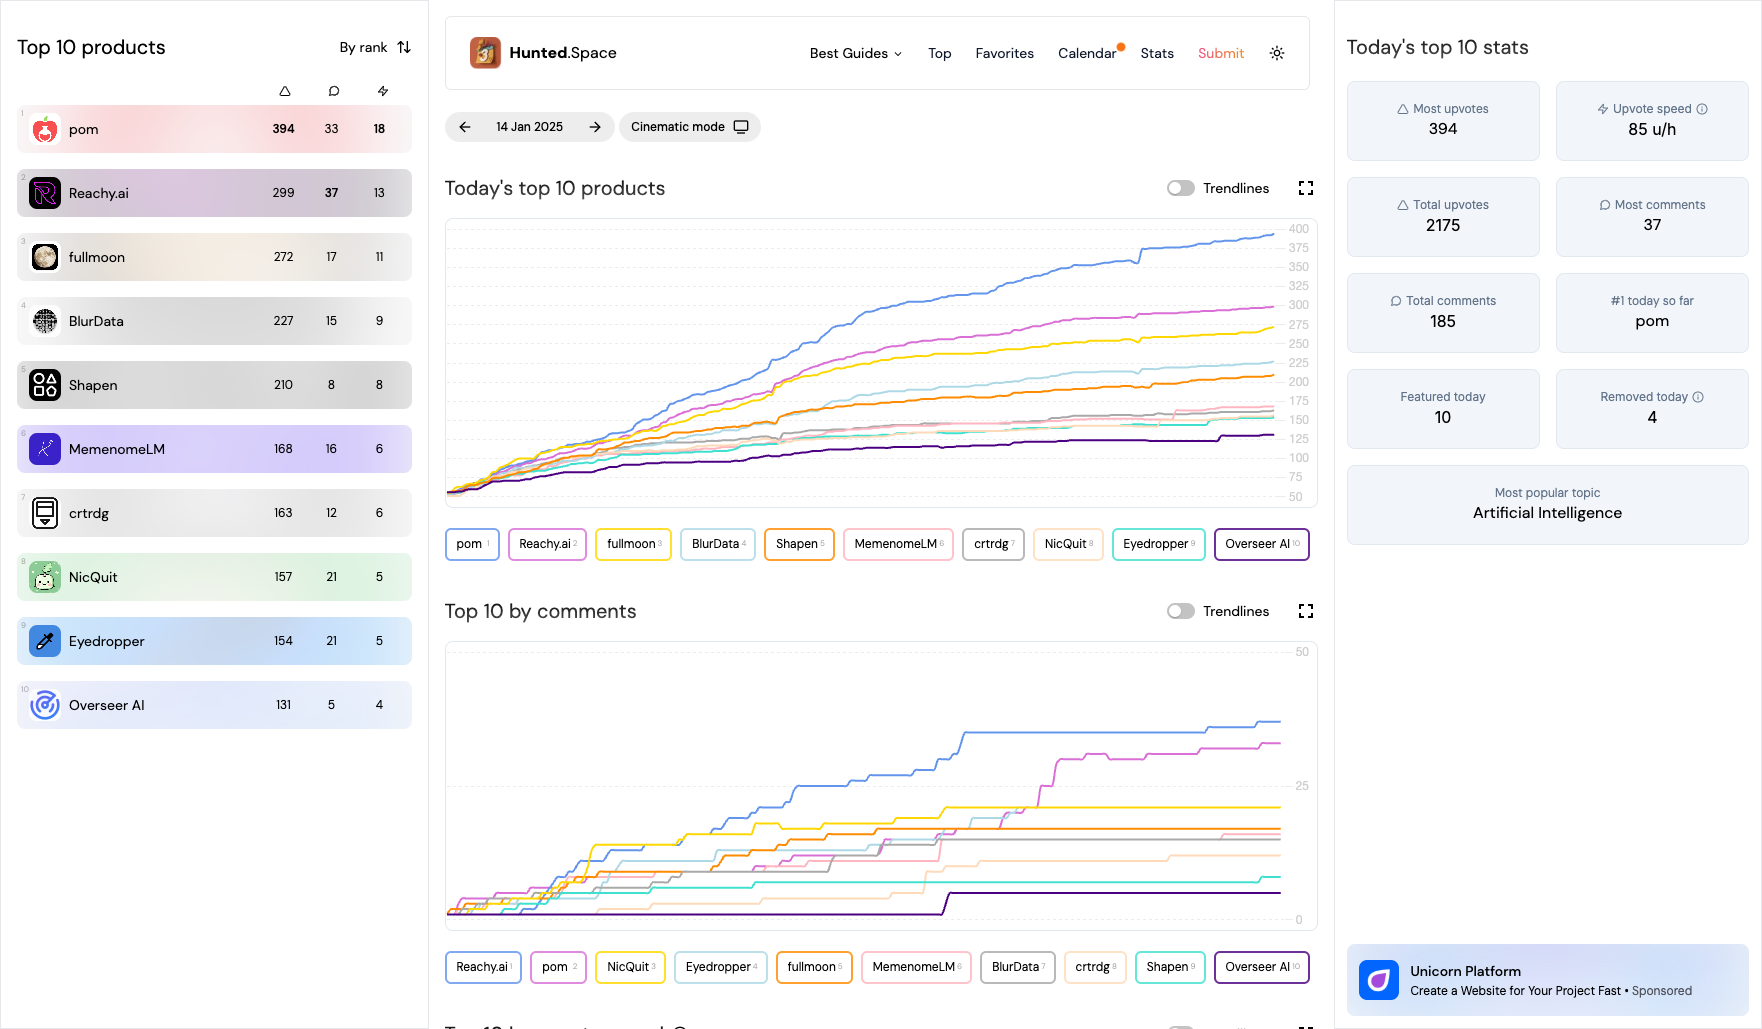 Top 10 products
By rank
1 pom 394 33 18
2 Reachy.ai 299 37 13
3 fullmoon 272 17 11
4 BlurData 227 15 9
5 Shapen 210 8 8
6 MemenomeLM 168 16 6
7 crtrdg 163 12 6
8 NicQuit 157 21 5
9 Eyedropper 154 21 5
10 Overseer AI 131 5 4
Hunted.Space
Best Guides Top Favorites Calendar Stats Submit
14 Jan 2025
Cinematic mode
Today's top 10 products
Trendlines
400
375
350
325
300
275
250
225
200
175
150
125
100
75
50
pom 1 Reachy.ai 2 fullmoon 3 BlurData 4 Shapen 5 MemenomeLM 6 crtrdg 7 NicQuit 8 Eyedropper 9 Overseer AI 10
Top 10 by comments
Trendlines
50
25
0
Reachy.ai 1 pom 2 NicQuit 3 Eyedropper 4 fullmoon 5 MemenomeLM 6 BlurData 7 crtrdg 8 Shapen 9 Overseer AI 10
Today's top 10 stats
Most upvotes
394
Upvote speed
85 u/h
Total upvotes
2175
Most comments
37
Total comments
185
#1 today so far
pom
Featured today
10
Removed today
4
Most popular topic
Artificial Intelligence
Unicorn Platform
Create a Website for Your Project Fast • Sponsored